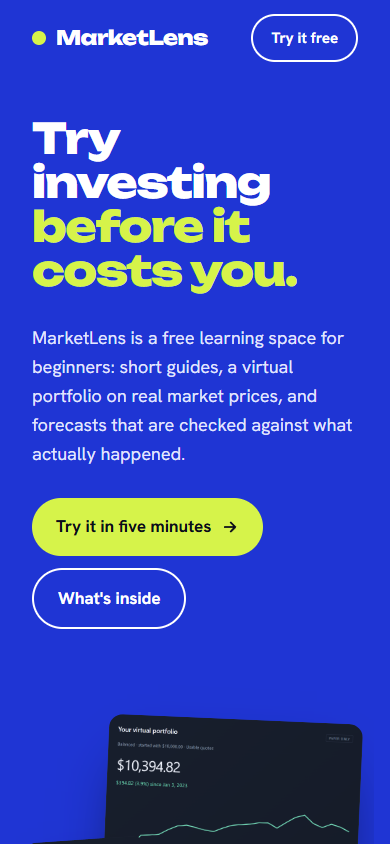 MarketLens
Try it free
Try
investing
before it
costs you.
MarketLens is a free learning space for
beginners: short guides, a virtual
portfolio on real market prices, and
forecasts that are checked against what
actually happened.
Try it in five minutes →
What's inside
Your virtual portfolio
$10,394.82